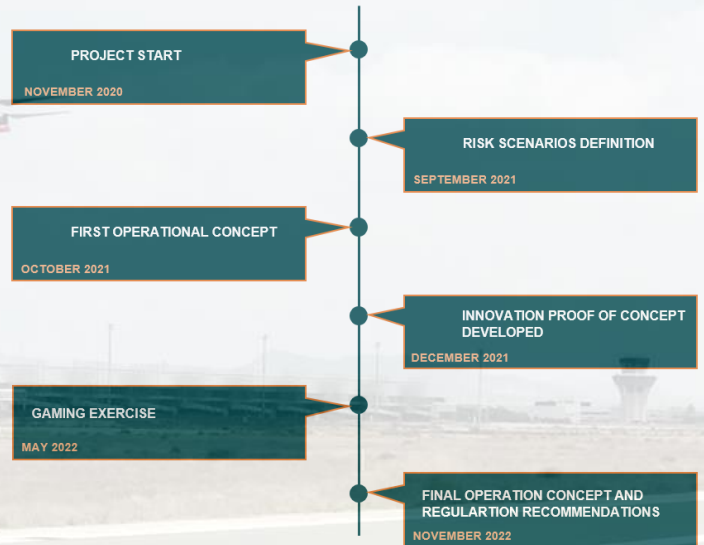 PROJECT START
NOVEMBER 2020
RISK SCENARIOS DEFINITION
SEPTEMBER 2021
FIRST OPERATIONAL CONCEPT
OCTOBER 2021
INNOVATION PROOF OF CONCEPT
DEVELOPED
DECEMBER 2021
GAMING EXERCISE
MAY 2022
FINAL OPERATION CONCEPT AND
REGULARTION RECOMMENDATIONS
NOVEMBER 2022